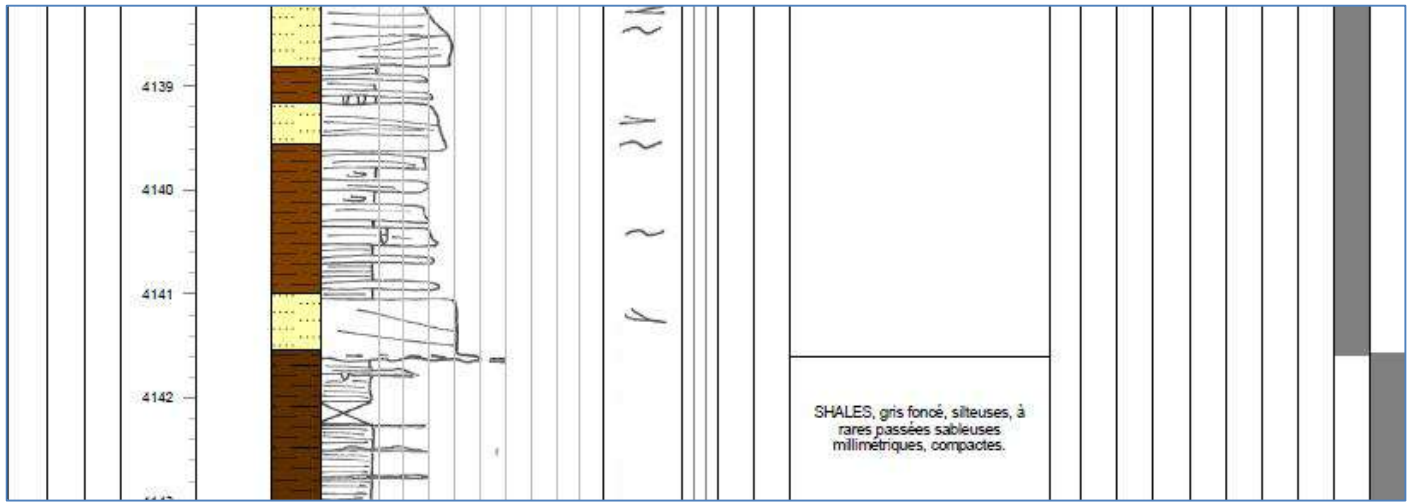 4139
4140
4141
4142
SHALES, gris foncé, silteuses, à
rares passées sableuses
millimétriques, compactes.